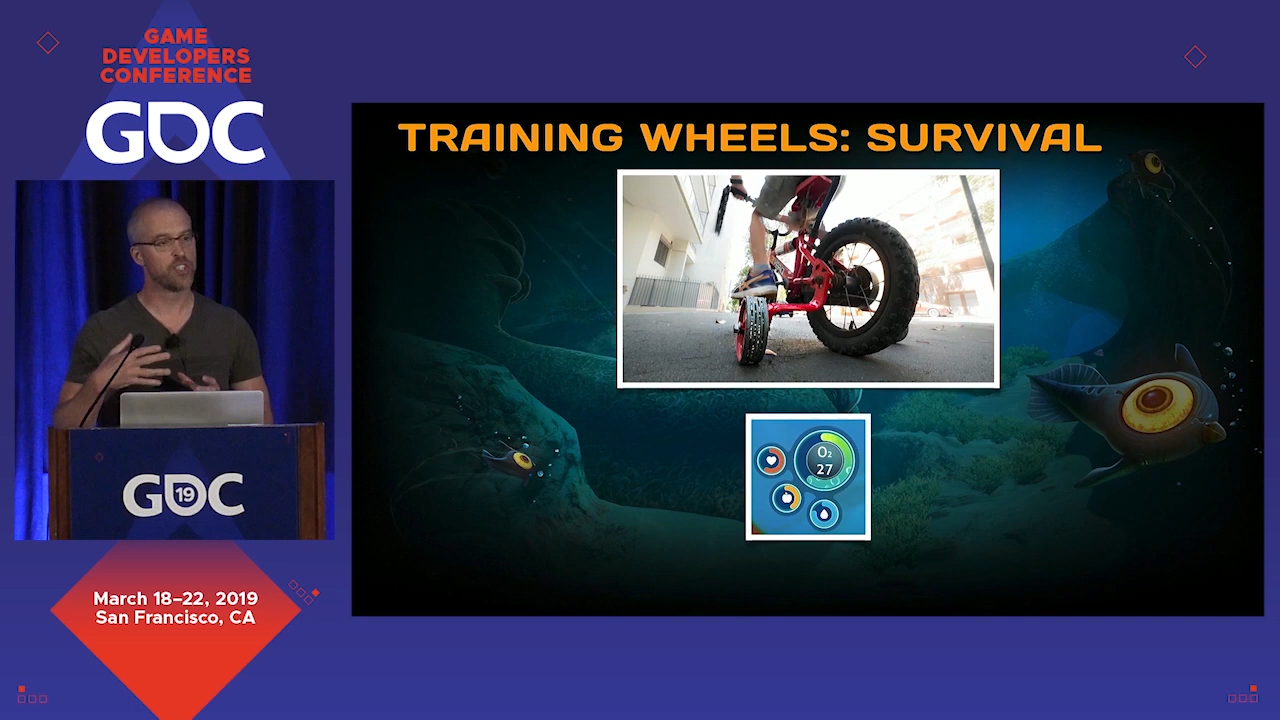 GAME
DEVELOPERS
CONFERENCE
GDC
TRAINING WHEELS: SURVIVAL
O₂
27
GDC
19
March 18–22, 2019
San Francisco, CA